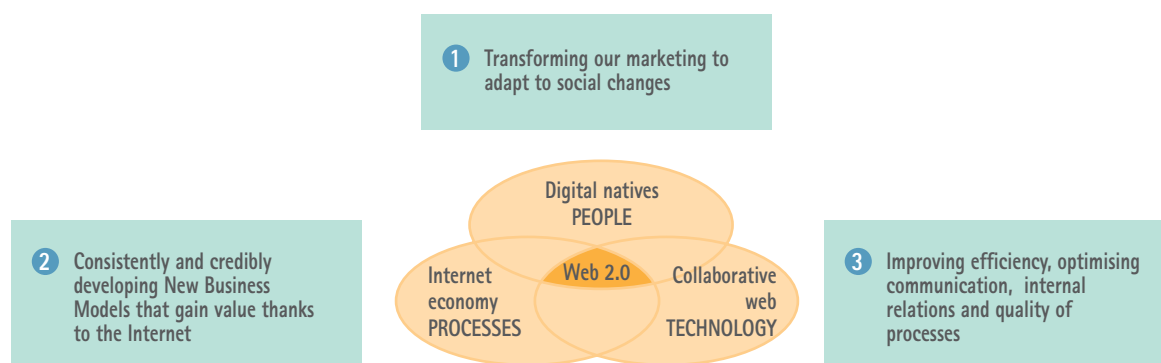 1 Transforming our marketing to
adapt to social changes
Digital natives
PEOPLE
2 Consistently and credibly
developing New Business
Models that gain value thanks
to the Internet
Internet
economy
PROCESSES
Web 2.0
Collaborative
web
TECHNOLOGY
3 Improving efficiency, optimising
communication,  internal
relations and quality of
processes